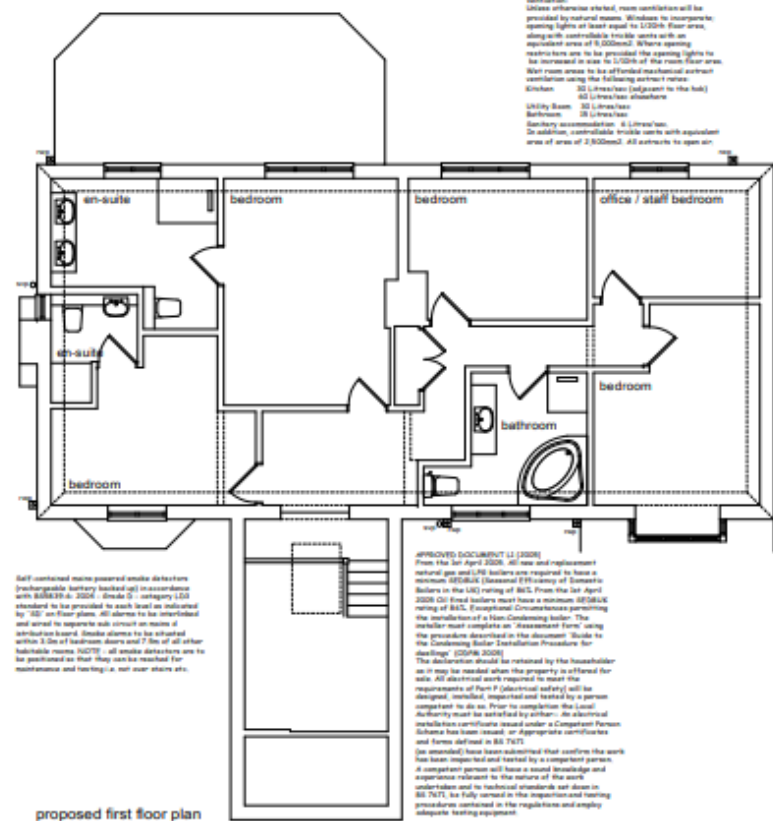 Unless otherwise stated, room ventilation will be
provided by natural means. Windows to incorporate;
opening lights at least equal to 1/20th floor area,
along with controllable trickle vents with an
equivalent area of 5,000mm2. Where opening
restrictors are to be provided the opening lights to
be increased in size to 1/10th of the room floor area.
Wet room areas to be afforded mechanical extract
ventilation using the following extract rates:
Kitchen 30 Litres/sec (adjacent to the hob)
60 Litres/sec elsewhere
Utility Room 30 Litres/sec
Bathroom 15 Litres/sec
Sanitary accommodation 6 Litres/sec.
In addition, controllable trickle vents with equivalent
area of area of 2,500mm2. All extracts to open air.
en-suite
bedroom
bedroom
office / staff bedroom
en-suite
bedroom
bathroom
bedroom
Self-contained mains powered smoke detectors
(rechargeable battery backed up) in accordance
with BS5839-6: 2004 - Grade D - category LD3
standard to be provided to each level as indicated
by 'SD' on floor plans. All alarms to be interlinked
and wired to separate sub circuit on mains d
istribution board. Smoke alarms to be situated
within 3.0m of bedroom doors and 7.5m of all other
habitable rooms. NOTE - all smoke detectors are to
be positioned so that they can be reached for
maintenance and testing i.e. not over stairs etc.
APPROVED DOCUMENT L1 (2005)
From the 1st April 2005, All new and replacement
natural gas and LPG boilers are required to have a
minimum SEDBUK (Seasonal Efficiency of Domestic
Boilers in the UK) rating of 86%. From the 1st April
Oil fired boilers must have a minimum SEDBUK
rating of 86%. Exceptional Circumstances permitting
the installation of a Non-Condensing boiler. The
installer must complete an 'Assessment form' using
the procedure described in the document 'Guide to
the Condensing Boiler Installation Procedure for
dwellings' (ODPM 2005)
The declaration should be retained by the householder
as it may be needed when the property is offered for
sale. All electrical work required to meet the
requirements of Part P (electrical safety) will be
designed, installed, inspected and tested by a person
competent to do so. Prior to completion the Local
Authority must be satisfied by either:- An electrical
installation certificate issued under a Competent Person
Scheme has been issued; or Appropriate certificates
and forms defined in BS 7671
(as amended) have been submitted that confirm the work
has been inspected and tested by a competent person.
A competent person will have a sound knowledge and
experience relevant to the nature of the work
undertaken and to technical standards set down in
BS 7671, be fully versed in the inspection and testing
procedures contained in the regulations and employ
adequate testing equipment.
proposed first floor plan